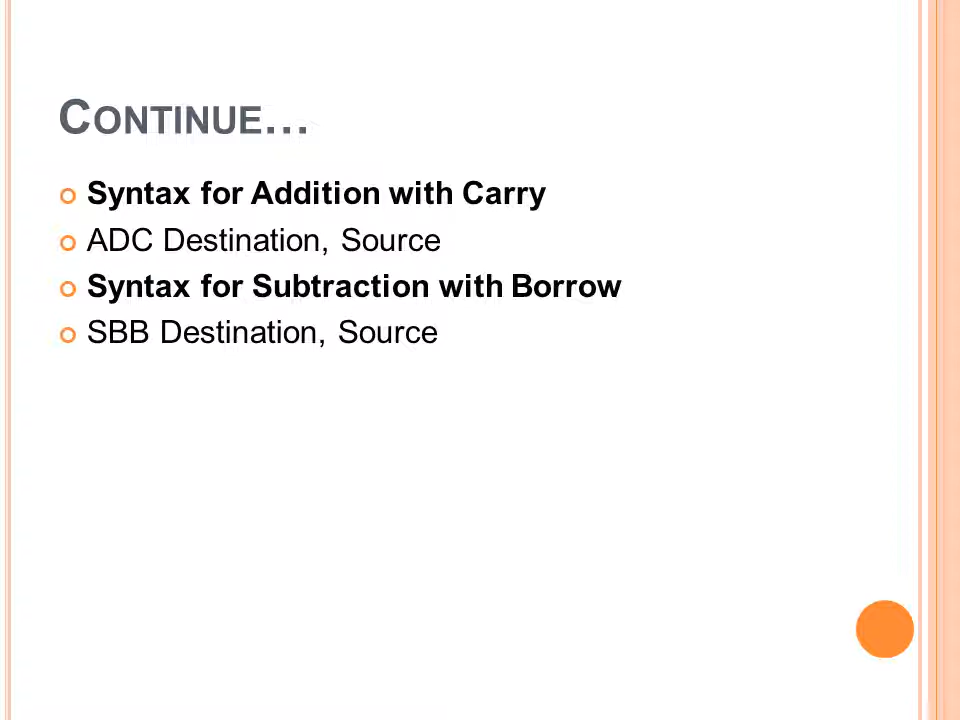 CONTINUE…
Syntax for Addition with Carry
ADC Destination, Source
Syntax for Subtraction with Borrow
SBB Destination, Source